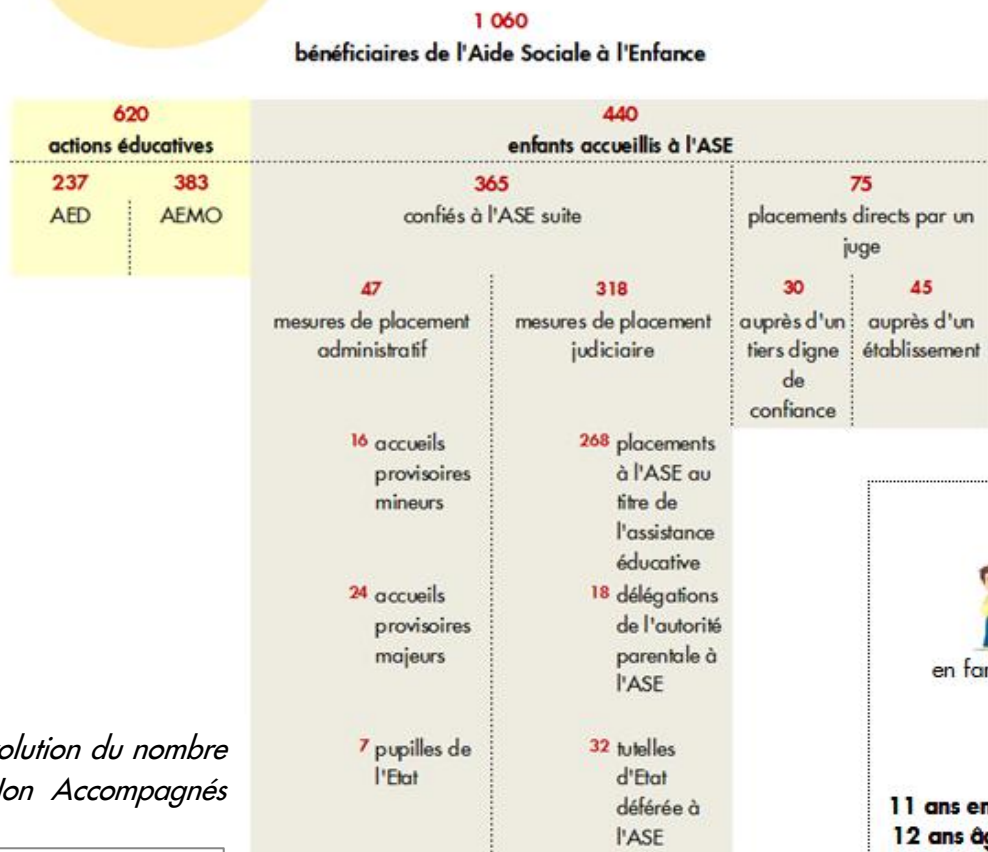 1 060
bénéficiaires de l'Aide Sociale à l'Enfance
620
actions éducatives
440
enfants accueillis à l'ASE
237
AED
383
AEMO
365
confiés à l'ASE suite
75
placements directs par un
juge
47
mesures de placement
administratif
318
mesures de placement
judiciaire
30
auprès d'un
tiers digne
de
confiance
45
auprès d'un
établissement
16 accueils
provisoires
mineurs
268 placements
à l'ASE au
titre de
l'assistance
éducative
24 accueils
provisoires
majeurs
18 délégations
de l'autorité
parentale à
l'ASE
7 pupilles de
l'Etat
32 tutelles
d'Etat
déférée à
l'ASE
du nombre
Accompagnés
en
11 ans
12 ans